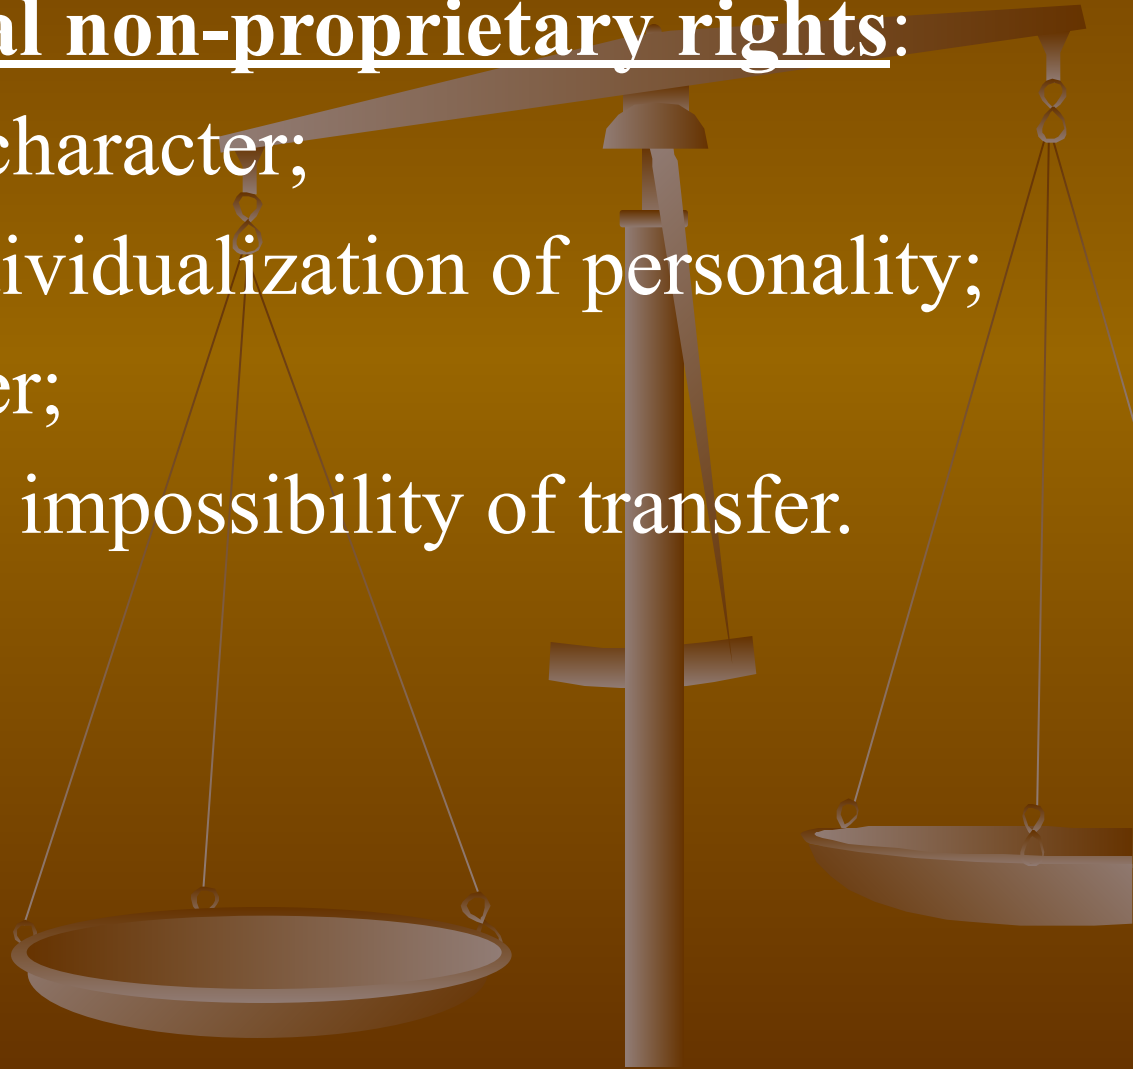 al non-proprietary rights:
character;
ividualization of personality;
er;
impossibility of transfer.